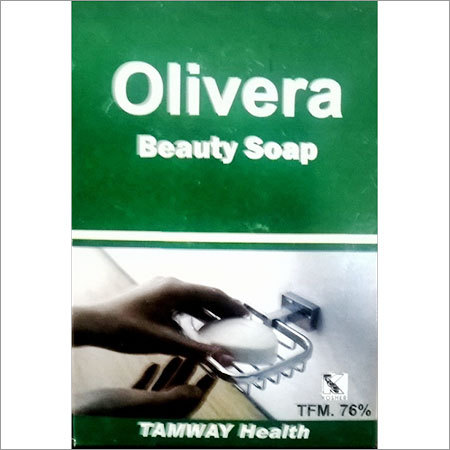 Olivera
Beauty Soap
TFM. 76%
TAMWAY Health